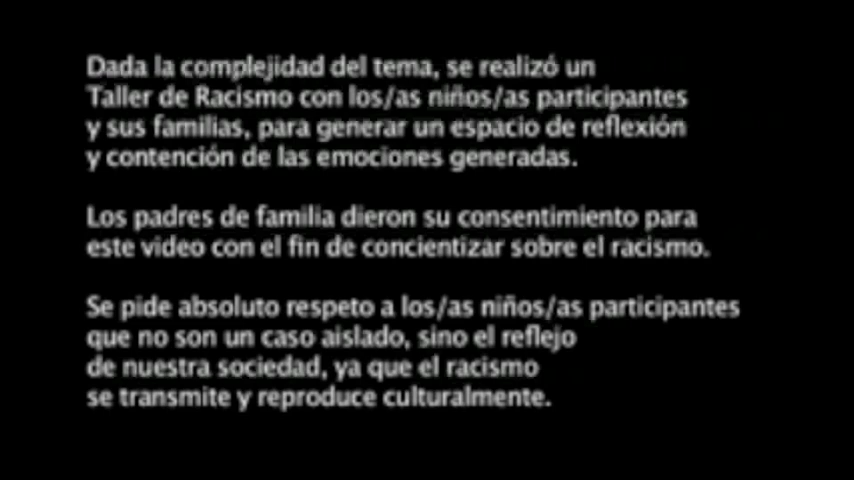 Dada la complejidad del tema, se realizó un
Taller de Racismo con los/as niños/as participantes
y sus familias, para generar un espacio de reflexión
y contención de las emociones generadas.
Los padres de familia dieron su consentimiento para
este video con el fin de concientizar sobre el racismo.
Se pide absoluto respeto a los/as niños/as participantes
que no son un caso aislado, sino el reflejo
de nuestra sociedad, ya que el racismo
se transmite y reproduce culturalmente.